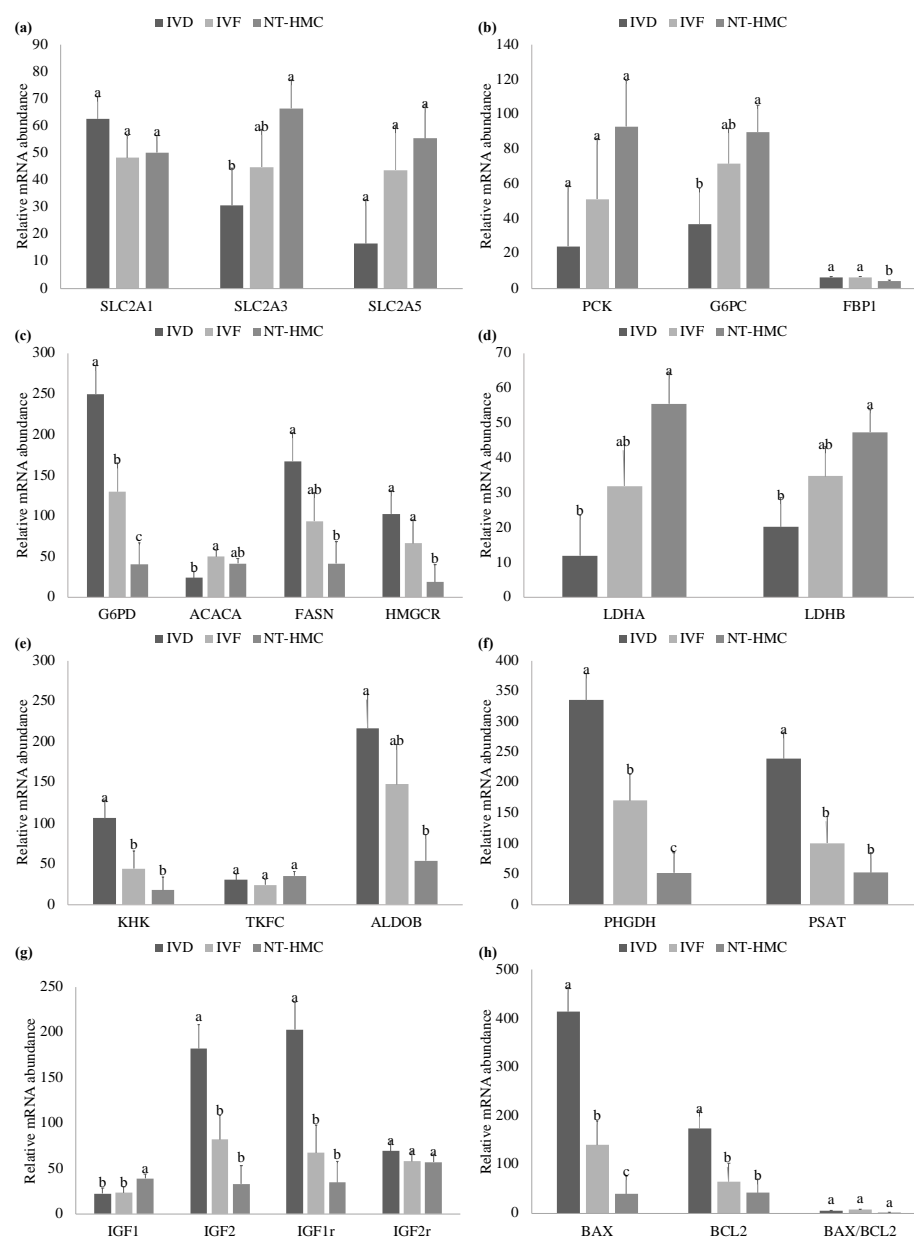 (a)
IVD IVF NT-HMC
Relative mRNA abundance
90
80
70
60
50
40
30
20
10
0
a
a
a
b
ab
a
a
a
a
SLC2A1 SLC2A3 SLC2A5
(b)
IVD IVF NT-HMC
Relative mRNA abundance
140
120
100
80
60
40
20
0
a
a
a
b
ab
a
a
a
b
PCK G6PC FBP1
(c)
IVD IVF NT-HMC
Relative mRNA abundance
300
250
200
150
100
50
0
a
b
c
b
a
ab
a
ab
b
a
a
b
G6PD ACACA FASN HMGCR
(d)
IVD IVF NT-HMC
Relative mRNA abundance
70
60
50
40
30
20
10
0
b
ab
a
b
ab
a
LDHA LDHB
(e)
IVD IVF NT-HMC
Relative mRNA abundance
300
250
200
150
100
50
0
a
b
b
a
a
a
a
ab
b
KHK TKFC ALDOB
(f)
IVD IVF NT-HMC
Relative mRNA abundance
400
350
300
250
200
150
100
50
0
a
b
c
a
b
b
PHGDH PSAT
(g)
IVD IVF NT-HMC
Relative mRNA abundance
250
200
150
100
50
0
b
b
a
a
b
b
a
b
b
a
a
a
IGF1 IGF2 IGF1r IGF2r
(h)
IVD IVF NT-HMC
Relative mRNA abundance
500
400
300
200
100
0
a
b
c
a
b
b
a
a
a
BAX BCL2 BAX/BCL2